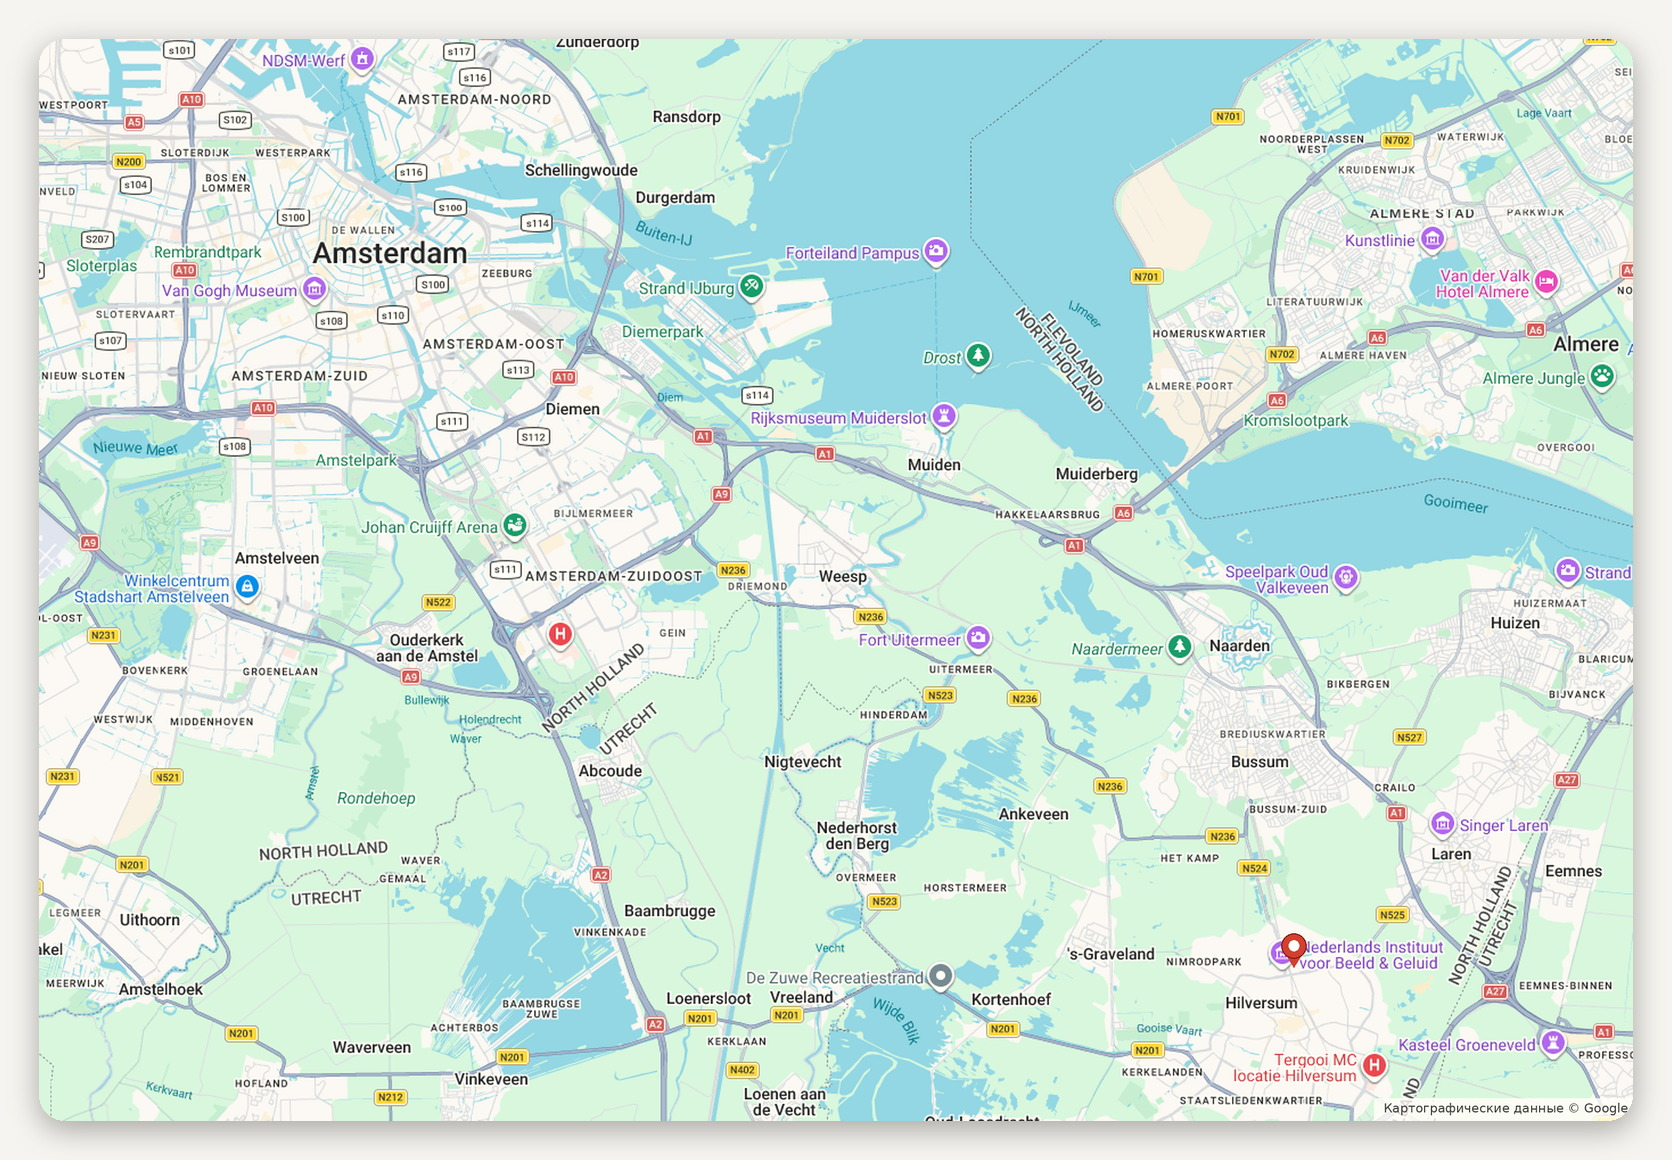 Zunderdorp
s101
s117
NDSM-Werf
s116
AMSTERDAM-NOORD
A10
WESTPOORT
A5
S102
Ransdorp
N701
NOORDERPLASSEN
WEST
N702
WATERWIJK
Lage Vaart
SLOTERDIJK
WESTERPARK
N200
s104
BOS EN
LOMMER
s116
Schellingwoude
KRUIDENWIJK
Durgerdam
S100
S100
s114
ALMERE STAD
PARKWIJK
DE WALLEN
Buiten-IJ
S207
Rembrandtpark
Amsterdam
Forteiland Pampus
Kunstlinie
Sloterplas
A10
ZEEBURG
N701
Van der Valk
Hotel Almere
Van Gogh Museum
S100
Strand IJburg
LITERATUURWIJK
SLOTERVAART
s108
s110
IJmeer
Diemerpark
FLEVOLAND
NORTH HOLLAND
HOMERUSKWARTIER
A6
A6
s107
AMSTERDAM-OOST
Drost
N702
ALMERE HAVEN
Almere
NIEUW SLOTEN
AMSTERDAM-ZUID
s113
A10
ALMERE POORT
Almere Jungle
A10
Diemen
Diem
s114
A6
Rijksmuseum Muiderslot
Kromslootpark
s111
S112
A1
Nieuwe Meer
s108
Amstelpark
A1
Muiden
Muiderberg
OVERGOOI
A9
Gooimeer
BIJLMERMEER
HAKKELAARSBRUG
A6
Johan Cruijff Arena
A9
A1
Amstelveen
s111
AMSTERDAM-ZUIDOOST
N236
DRIEMOND
Weesp
Speelpark Oud
Valkeveen
Strand
Winkelcentrum
Stadshart Amstelveen
N522
N236
HUIZERMAAT
Huizen
N231
Ouderkerk
aan de Amstel
H
GEIN
Fort Uitermeer
Naardermeer
Naarden
BLARICUM
BOVENKERK
GROENELAAN
A9
NORTH HOLLAND
UTRECHT
UITERMEER
N523
N236
BIKBERGEN
BIJVANCK
Bullewijk
WESTWIJK
MIDDENHOVEN
Holendrecht
Waver
HINDERDAM
BREDIUSKWARTIER
N527
Abcoude
Nigtevecht
Bussum
N231
N521
Amstel
Rondehoep
N236
CRAILO
A27
Ankeveen
BUSSUM-ZUID
A1
Nederhorst
den Berg
N236
Singer Laren
NORTH HOLLAND
UTRECHT
WAVER
GEMAAL
HET KAMP
Laren
N201
A2
OVERMEER
HORSTERMEER
N524
Eemnes
LEGMEER
Uithoorn
Baambrugge
N523
N525
NORTH HOLLAND
UTRECHT
VINKENKADE
Vecht
's-Graveland
NIMRODPARK
Nederlands Instituut
voor Beeld & Geluid
MEERWIJK
Amstelhoek
De Zuwe Recreatiestrand
A27
EEMNES-BINNEN
BAAMBRUGSE
ZUWE
Loenersloot
Vreeland
Kortenhoef
Hilversum
N201
ACHTERBOS
A2
N201
N201
Wijde Blik
N201
Gooise Vaart
A1
Waverveen
N201
KERKLAAN
N201
Kasteel Groeneveld
Kerkvaart
HOFLAND
Vinkeveen
N402
KERKELANDEN
Tergooi MC
locatie Hilversum
H
N212
Loenen aan
de Vecht
STAATSLIEDENKWARTIER
Картографические данные © Google